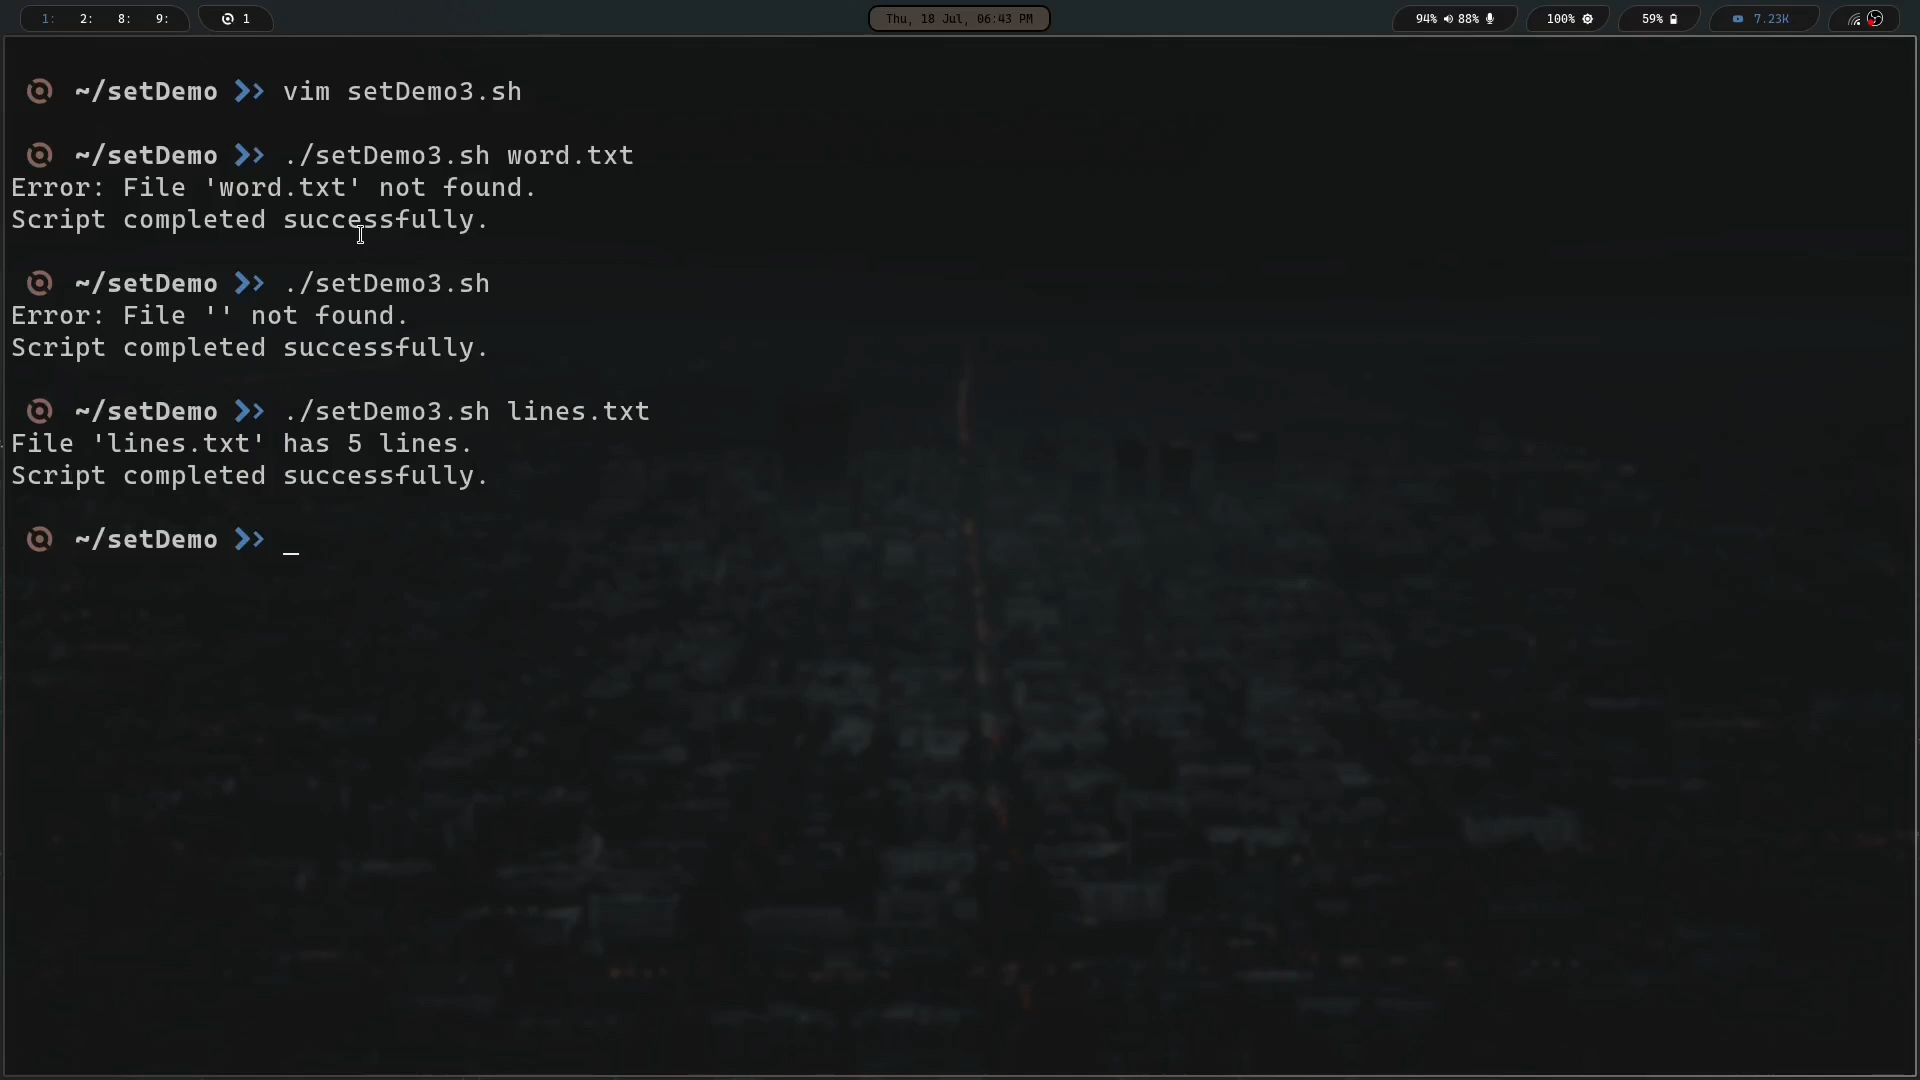 1: 2: 8: 9: 1 Thu, 18 Jul, 06:43 PM 94% 88% 100% 59% 7.23K
~/setDemo vim setDemo3.sh
~/setDemo ./setDemo3.sh word.txt
Error: File 'word.txt' not found.
Script completed successfully.
~/setDemo ./setDemo3.sh
Error: File '' not found.
Script completed successfully.
~/setDemo ./setDemo3.sh lines.txt
File 'lines.txt' has 5 lines.
Script completed successfully.
~/setDemo _